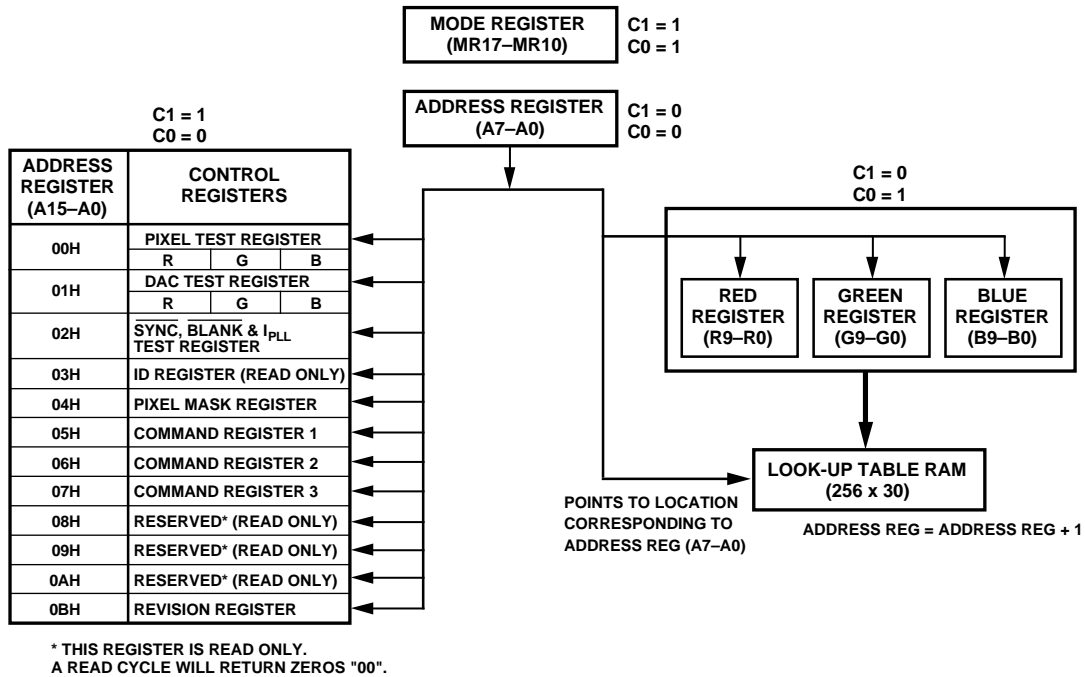 MODE REGISTER
(MR17–MR10)
C1 = 1
C0 = 1
ADDRESS REGISTER
(A7–A0)
C1 = 0
C0 = 0
C1 = 1
C0 = 0
ADDRESS
REGISTER
(A15–A0)
CONTROL
REGISTERS
00H
PIXEL TEST REGISTER
R G B
01H
DAC TEST REGISTER
R G B
02H
SYNC, BLANK & IPLL
TEST REGISTER
03H ID REGISTER (READ ONLY)
04H PIXEL MASK REGISTER
05H COMMAND REGISTER 1
06H COMMAND REGISTER 2
07H COMMAND REGISTER 3
08H RESERVED* (READ ONLY)
09H RESERVED* (READ ONLY)
0AH RESERVED* (READ ONLY)
0BH REVISION REGISTER
* THIS REGISTER IS READ ONLY.
A READ CYCLE WILL RETURN ZEROS "00".
C1 = 0
C0 = 1
RED
REGISTER
(R9–R0)
GREEN
REGISTER
(G9–G0)
BLUE
REGISTER
(B9–B0)
LOOK-UP TABLE RAM
(256 x 30)
POINTS TO LOCATION
CORRESPONDING TO
ADDRESS REG (A7–A0)
ADDRESS REG = ADDRESS REG + 1